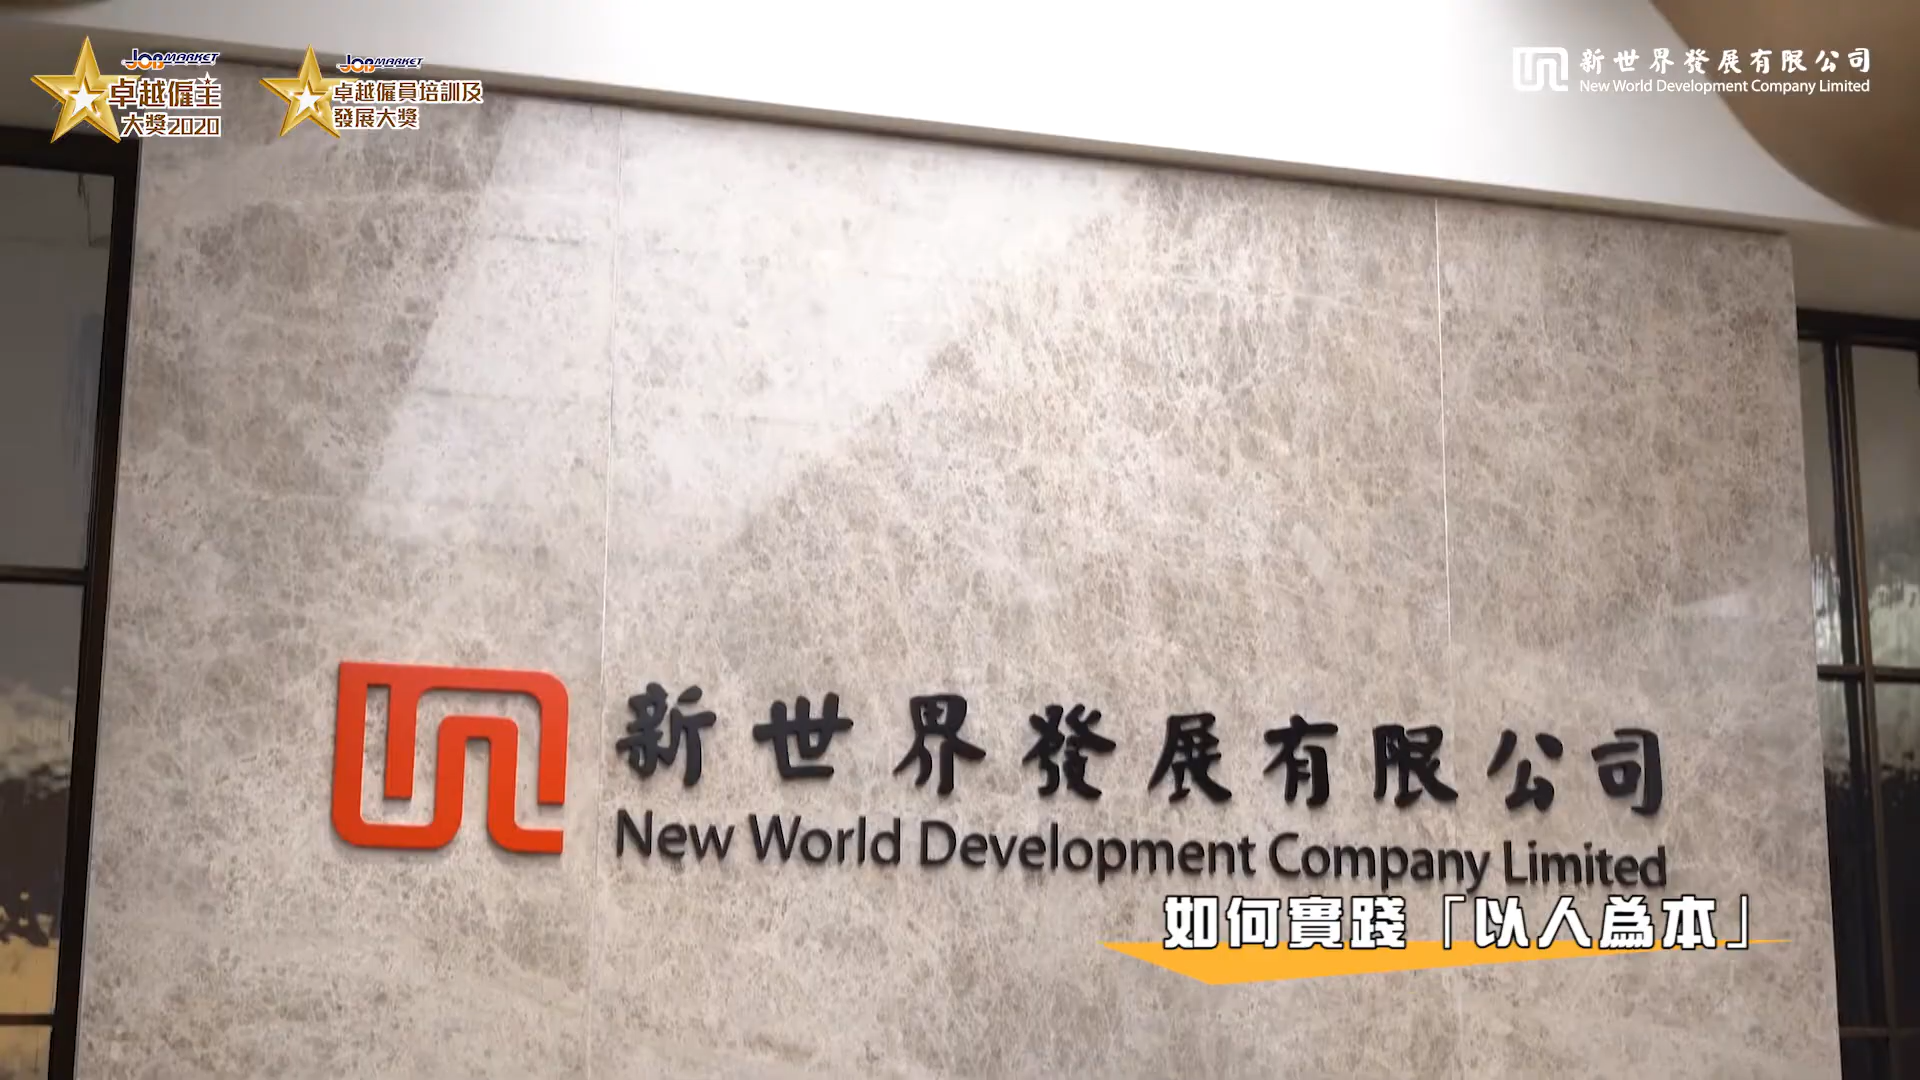 JOBMARKET
卓越僱主
大獎2020
JOBMARKET
卓越僱員培訓及
發展大獎
新世界發展有限公司
New World Development Company Limited
新世界發展有限公司
New World Development Company Limited
如何實踐「以人為本」